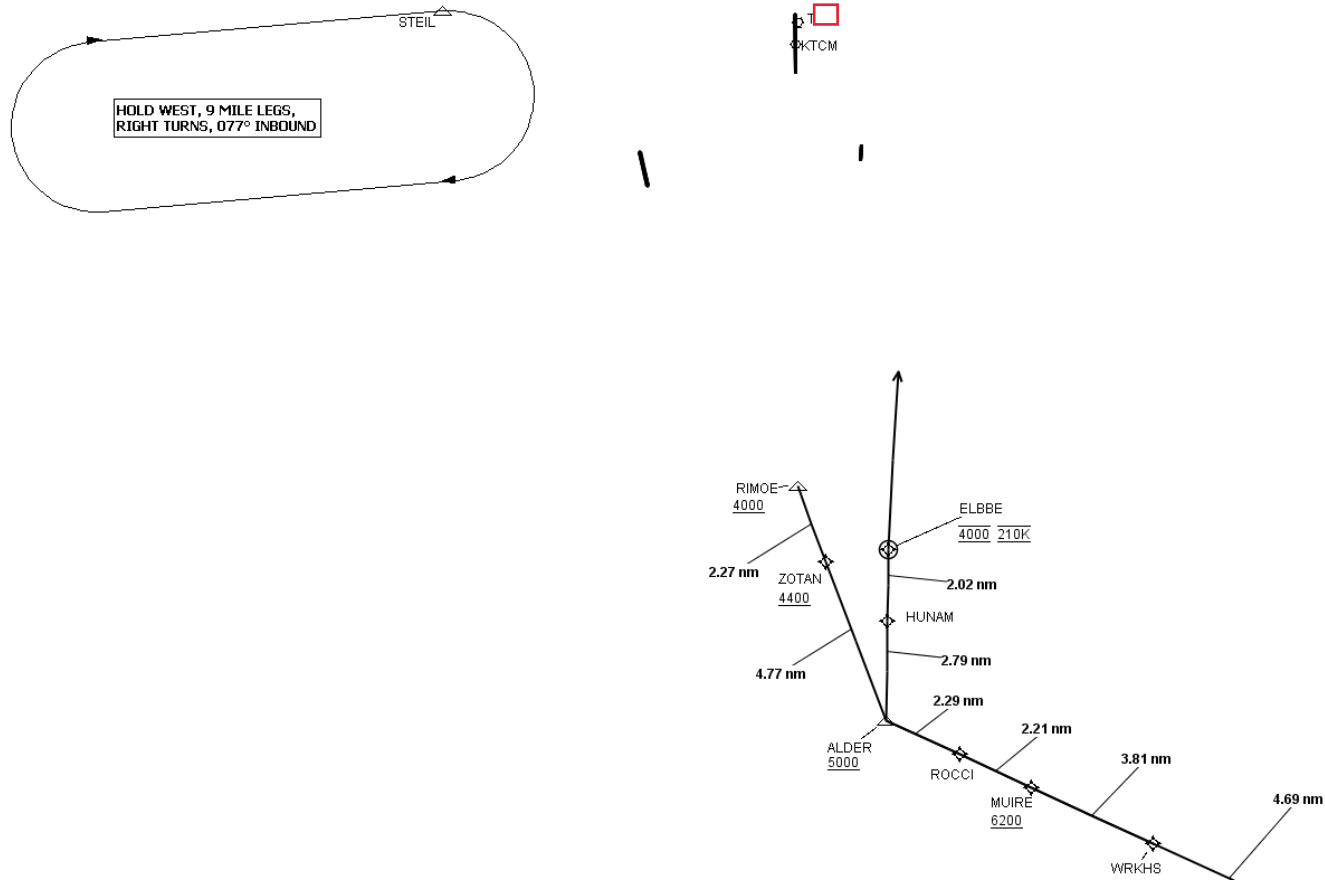 STEIL
KTCM
HOLD WEST, 9 MILE LEGS,
RIGHT TURNS, 077° INBOUND
RIMOE
4000
ELBBE
4000 210K
2.27 nm
ZOTAN
4400
2.02 nm
HUNAM
2.79 nm
4.77 nm
2.29 nm
2.21 nm
ALDER
5000
ROCCI
3.81 nm
MUIRE
6200
4.69 nm
WRKHS